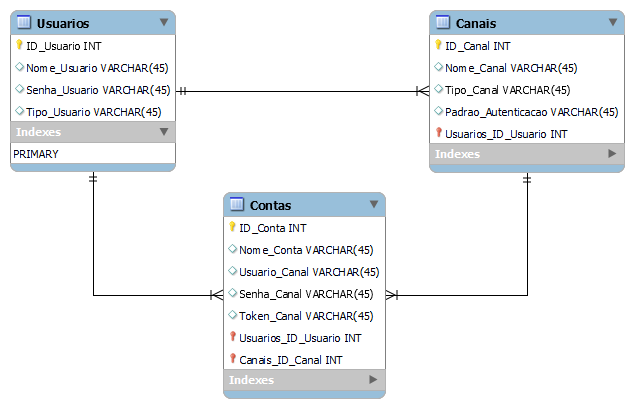 Usuarios
ID_Usuario INT
Nome_Usuario VARCHAR(45)
Senha_Usuario VARCHAR(45)
Tipo_Usuario VARCHAR(45)
Indexes
PRIMARY
Canais
ID_Canal INT
Nome_Canal VARCHAR(45)
Tipo_Canal VARCHAR(45)
Padrao_Autenticacao VARCHAR(45)
Usuarios_ID_Usuario INT
Indexes
Contas
ID_Conta INT
Nome_Conta VARCHAR(45)
Usuario_Canal VARCHAR(45)
Senha_Canal VARCHAR(45)
Token_Canal VARCHAR(45)
Usuarios_ID_Usuario INT
Canais_ID_Canal INT
Indexes